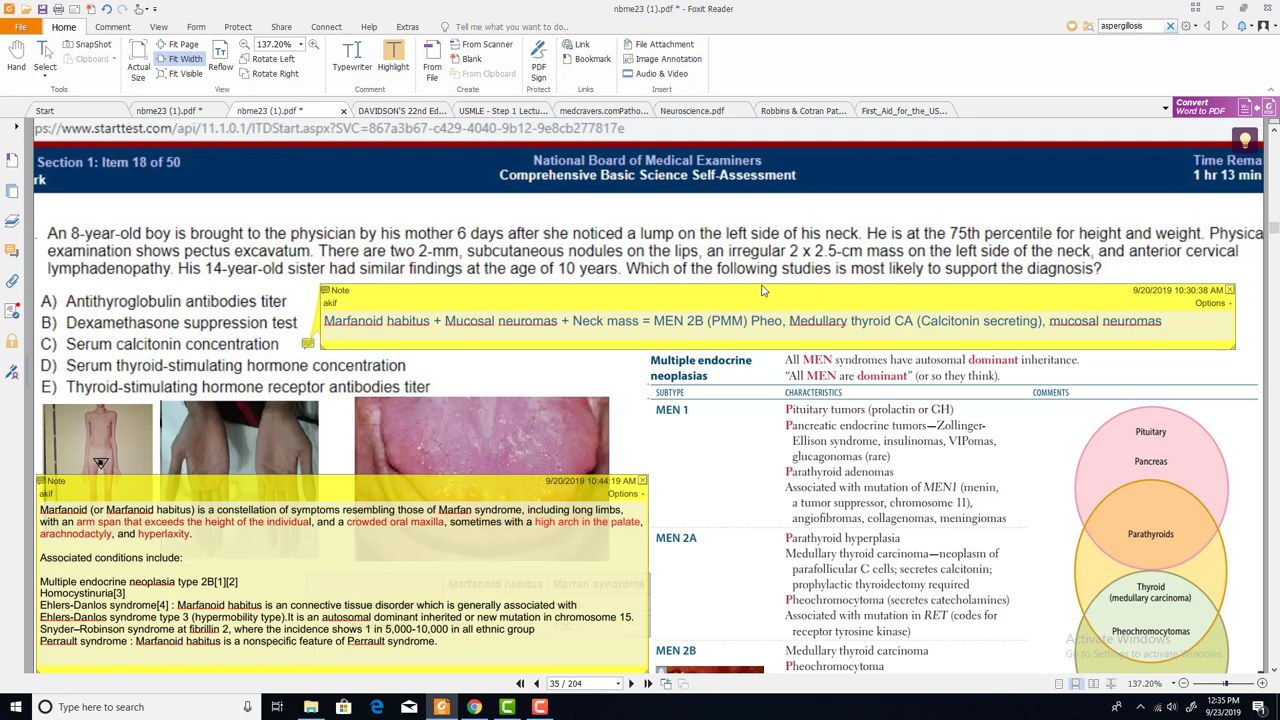 nbme23 (1).pdf * - Foxit Reader
File Home Comment View Form Protect Share Connect Help Extras Tell me what you want to do... aspergillosis
Hand Select SnapShot Clipboard Actual Size Fit Page Fit Width Fit Visible Reflow 137.20% Rotate Left Rotate Right Typewriter Highlight From File From Scanner Blank From Clipboard PDF Sign Link Bookmark File Attachment Image Annotation Audio & Video
Tools View Comment Create Protect Links Insert
Start nbme23 (1).pdf * nbme23 (1).pdf * DAVIDSON'S 22nd Ed... USMLE - Step 1 Lectu... medcravers.comPatho... Neuroscience.pdf Robbins & Cotran Pat... First_Aid_for_the_US... Convert Word to PDF
ps://www.starttest.com/api/11.1.0.1/ITDStart.aspx?SVC=867a3b67-c429-4040-9b12-9e8cb277817e
Section 1: Item 18 of 50 National Board of Medical Examiners Time Rema
rk Comprehensive Basic Science Self-Assessment 1 hr 13 min
. An 8-year-old boy is brought to the physician by his mother 6 days after she noticed a lump on the left side of his neck. He is at the 75th percentile for height and weight. Physica
examination shows pectus excavatum. There are two 2-mm, subcutaneous nodules on the lips, an irregular 2 x 2.5-cm mass on the left side of the neck, and anterior cervical
lymphadenopathy. His 14-year-old sister had similar findings at the age of 10 years. Which of the following studies is most likely to support the diagnosis?
A) Antithyroglobulin antibodies titer
B) Dexamethasone suppression test
C) Serum calcitonin concentration
D) Serum thyroid-stimulating hormone concentration
E) Thyroid-stimulating hormone receptor antibodies titer
Note 9/20/2019 10:30:38 AM
akif Options
Marfanoid habitus + Mucosal neuromas + Neck mass = MEN 2B (PMM) Pheo, Medullary thyroid CA (Calcitonin secreting), mucosal neuromas
Note 9/20/2019 10:44:19 AM
akif Options
Marfanoid (or Marfanoid habitus) is a constellation of symptoms resembling those of Marfan syndrome, including long limbs,
with an arm span that exceeds the height of the individual, and a crowded oral maxilla, sometimes with a high arch in the palate,
arachnodactyly, and hyperlaxity.
Associated conditions include:
Multiple endocrine neoplasia type 2B[1][2]
Homocystinuria[3]
Ehlers-Danlos syndrome[4] : Marfanoid habitus is an connective tissue disorder which is generally associated with
Ehlers-Danlos syndrome type 3 (hypermobility type).It is an autosomal dominant inherited or new mutation in chromosome 15.
Snyder–Robinson syndrome at fibrillin 2, where the incidence shows 1 in 5,000-10,000 in all ethnic group
Perrault syndrome : Marfanoid habitus is a nonspecific feature of Perrault syndrome.
Marfanoid habitus Marfan syndrome
Multiple endocrine
neoplasias
All MEN syndromes have autosomal dominant inheritance.
“All MEN are dominant” (or so they think).
SUBTYPE CHARACTERISTICS COMMENTS
MEN 1
Pituitary tumors (prolactin or GH)
Pancreatic endocrine tumors—Zollinger-
Ellison syndrome, insulinomas, VIPomas,
glucagonomas (rare)
Parathyroid adenomas
Associated with mutation of MEN1 (menin,
a tumor suppressor, chromosome 11),
angiofibromas, collagenomas, meningiomas
MEN 2A
Parathyroid hyperplasia
Medullary thyroid carcinoma—neoplasm of
parafollicular C cells; secretes calcitonin;
prophylactic thyroidectomy required
Pheochromocytoma (secretes catecholamines)
Associated with mutation in RET (codes for
receptor tyrosine kinase)
MEN 2B
Medullary thyroid carcinoma
Pheochromocytoma
Pituitary
Pancreas
Parathyroids
Thyroid
(medullary carcinoma)
Pheochromocytomas
Activate Windows
Go to Settings to activate Windows.
35 / 204 137.20%
Type here to search
12:35 PM
9/23/2019